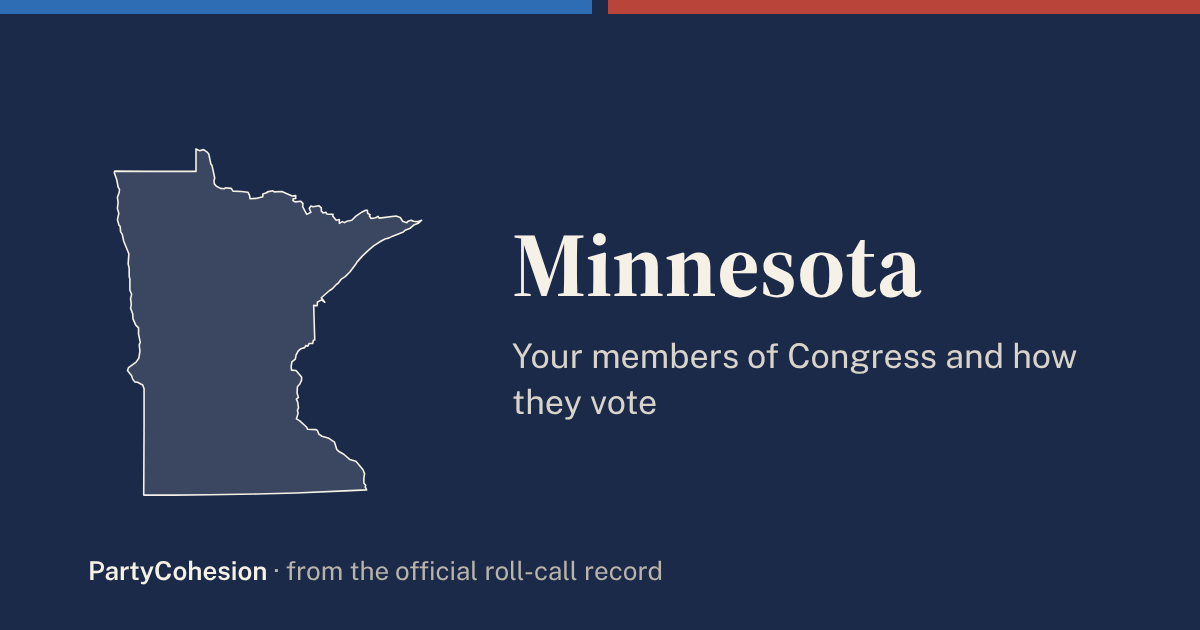 Minnesota
Your members of Congress and how
they vote
PartyCohesion · from the official roll-call record